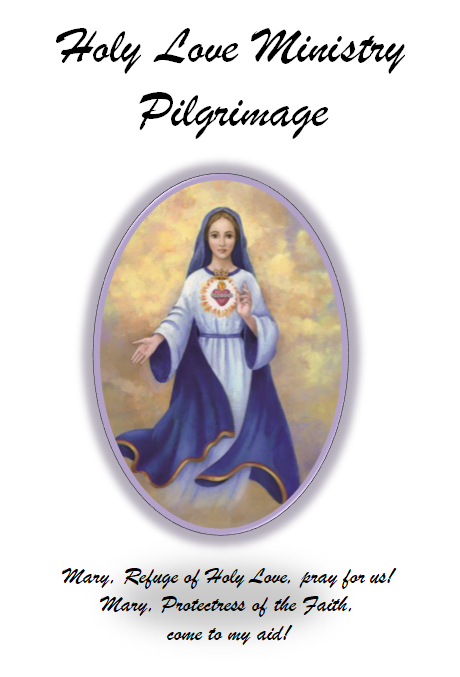 Holy Love Ministry
Pilgrimage
Mary, Refuge of Holy Love, pray for us!
Mary, Protectress of the Faith,
come to my aid!